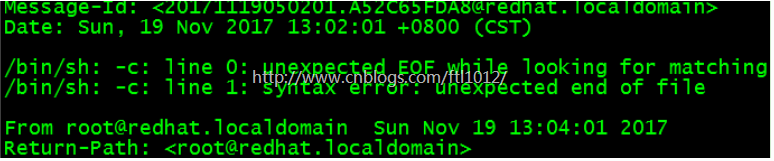 Message-Id: <20171119050201.A52C65FDA8@redhat.localdomain>
Date: Sun, 19 Nov 2017 13:02:01 +0800 (CST)
/bin/sh: -c: line 0: unexpected EOF while looking for matching
http://www.cnblogs.com/ftl1012/
/bin/sh: -c: line 1: syntax error: unexpected end of file
From root@redhat.localdomain Sun Nov 19 13:04:01 2017
Return-Path: <root@redhat.localdomain>